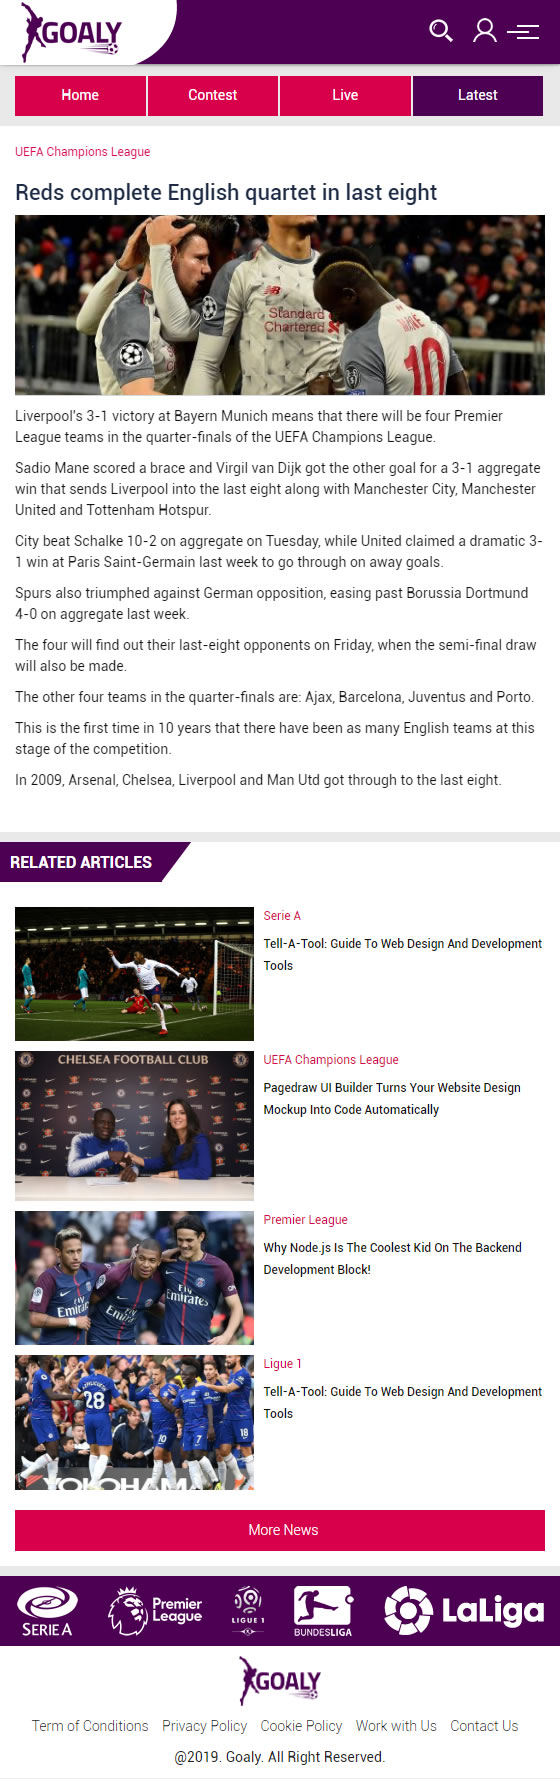 GOALY
Home
Contest
Live
Latest
UEFA Champions League
Reds complete English quartet in last eight
Standard
Chartered
MANE
10
Liverpool's 3-1 victory at Bayern Munich means that there will be four Premier
League teams in the quarter-finals of the UEFA Champions League.
Sadio Mane scored a brace and Virgil van Dijk got the other goal for a 3-1 aggregate
win that sends Liverpool into the last eight along with Manchester City, Manchester
United and Tottenham Hotspur.
City beat Schalke 10-2 on aggregate on Tuesday, while United claimed a dramatic 3-
1 win at Paris Saint-Germain last week to go through on away goals.
Spurs also triumphed against German opposition, easing past Borussia Dortmund
4-0 on aggregate last week.
The four will find out their last-eight opponents on Friday, when the semi-final draw
will also be made.
The other four teams in the quarter-finals are: Ajax, Barcelona, Juventus and Porto.
This is the first time in 10 years that there have been as many English teams at this
stage of the competition.
In 2009, Arsenal, Chelsea, Liverpool and Man Utd got through to the last eight.
RELATED ARTICLES
Serie A
Tell-A-Tool: Guide To Web Design And Development
Tools
CHELSEA FOOTBALL CLUB
UEFA Champions League
Pagedraw UI Builder Turns Your Website Design
Mockup Into Code Automatically
Fly
Emirates
Fly
Emirates
Premier League
Why Node.js Is The Coolest Kid On The Backend
Development Block!
28
10
7
18
YOKOHAMA
Ligue 1
Tell-A-Tool: Guide To Web Design And Development
Tools
More News
SERIE A
Premier
League
LIGUE 1
BUNDESLIGA
LaLiga
GOALY
Term of Conditions
Privacy Policy
Cookie Policy
Work with Us
Contact Us
@2019. Goaly. All Right Reserved.